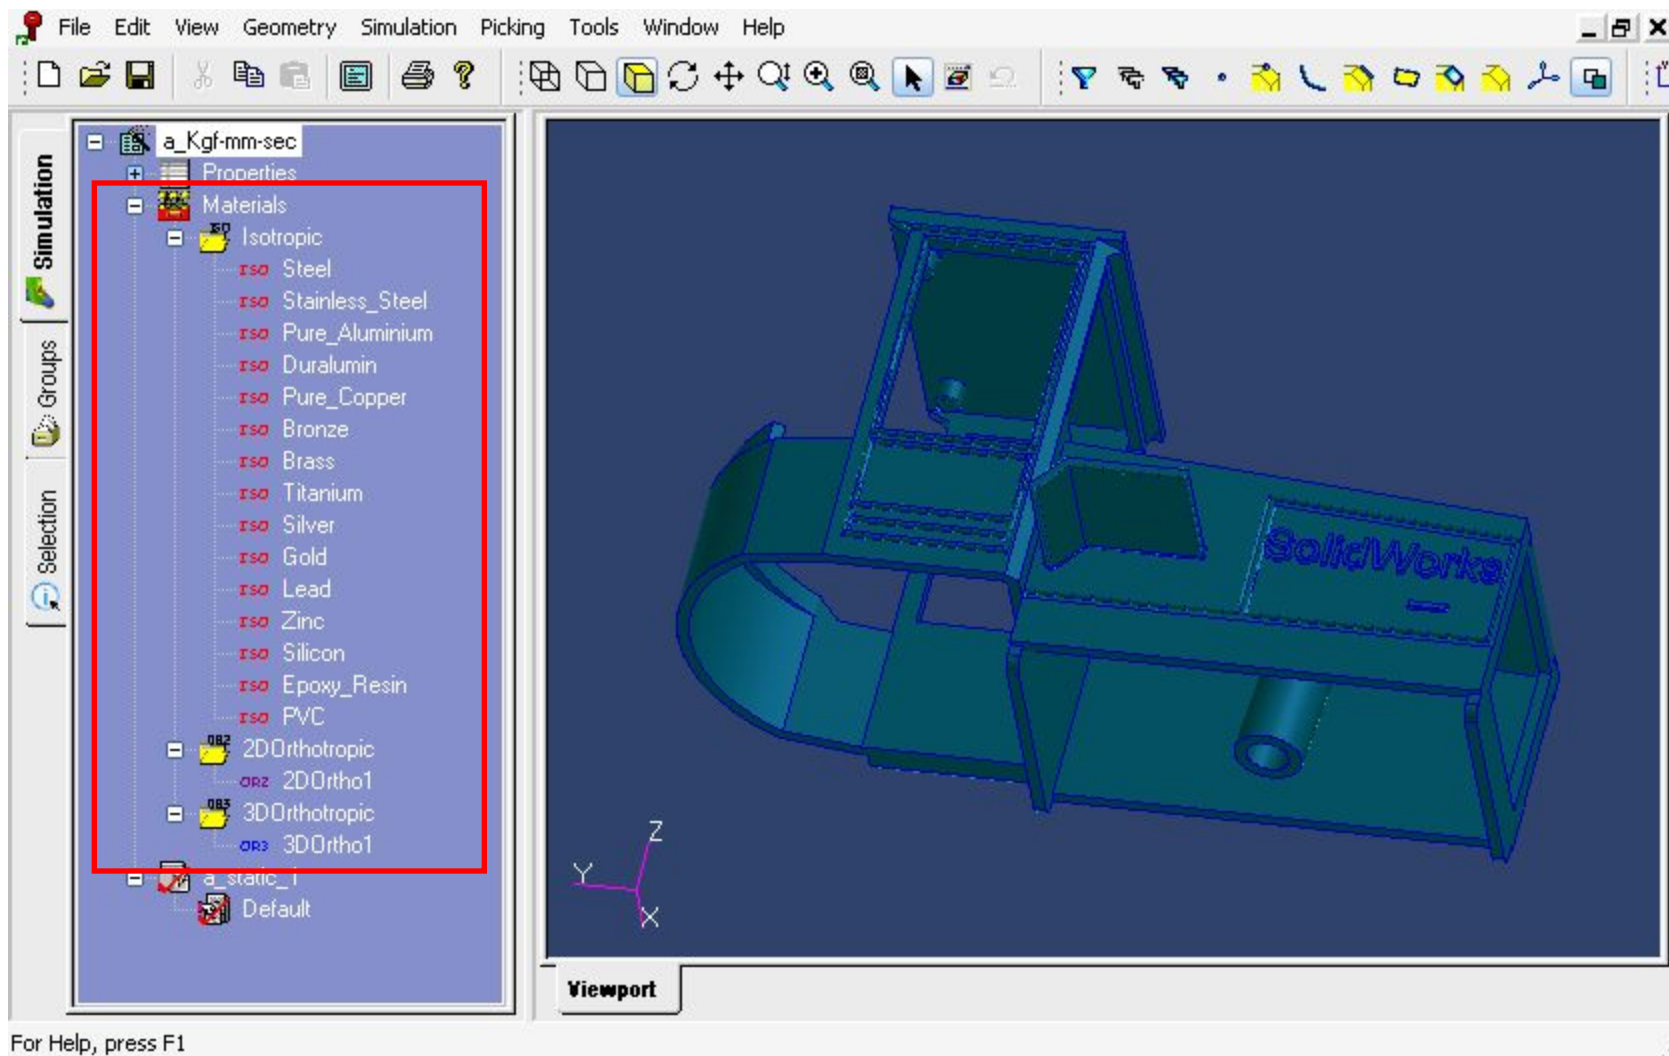 File Edit View Geometry Simulation Picking Tools Window Help
Simulation
Groups
Selection
a_Kgf-mm-sec
Properties
Materials
ISO Isotropic
ISO Steel
ISO Stainless_Steel
ISO Pure_Aluminium
ISO Duralumin
ISO Pure_Copper
ISO Bronze
ISO Brass
ISO Titanium
ISO Silver
ISO Gold
ISO Lead
ISO Zinc
ISO Silicon
ISO Epoxy_Resin
ISO PVC
OR2 2DOrthotropic
OR2 2DOrtho1
OR3 3DOrthotropic
OR3 3DOrtho1
a_static_1
Default
SolidWorks
Z
Y
X
Viewport
For Help, press F1